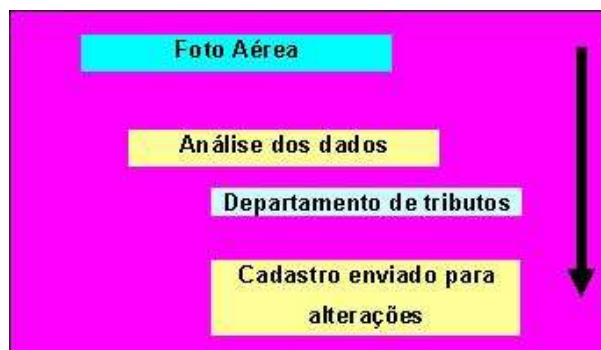 Foto Aérea
Análise dos dados
Departamento de tributos
Cadastro enviado para
alterações